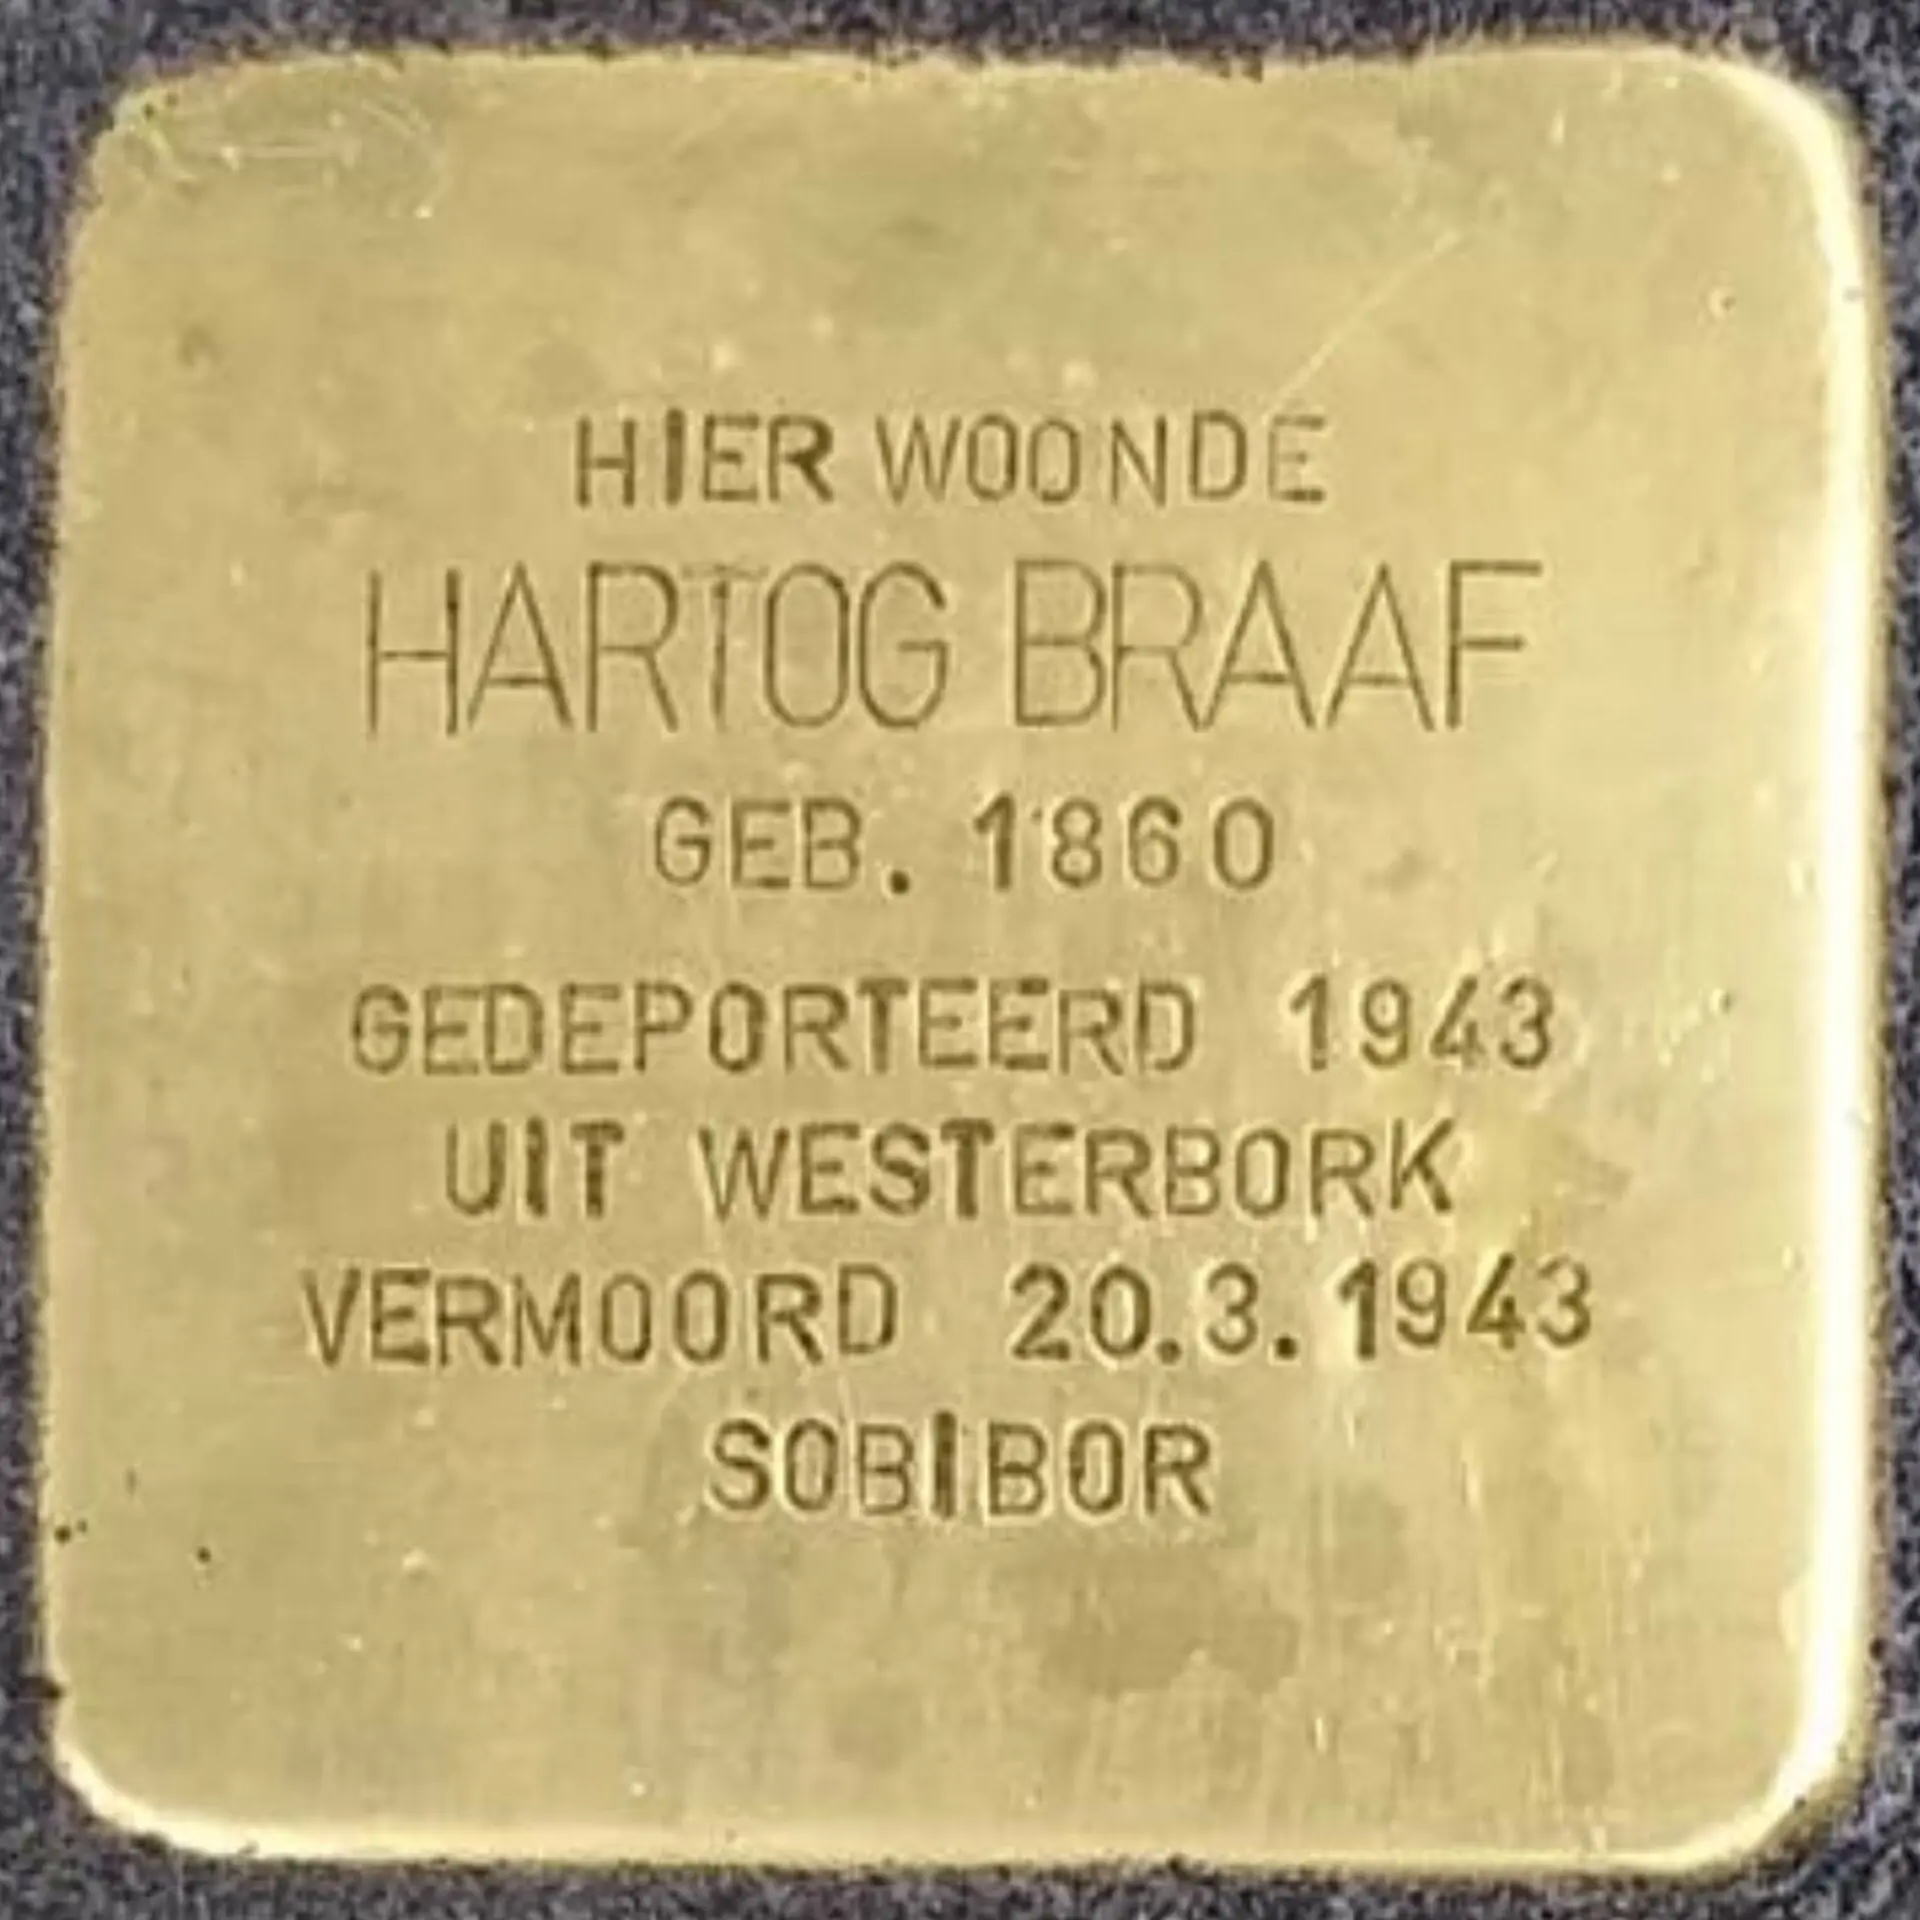 HIER WOONDE
HARTOG BRAAF
GEB. 1860
GEDEPORTEERD 1943
UIT WESTERBORK
VERMOORD 20.3.1943
SOBIBOR